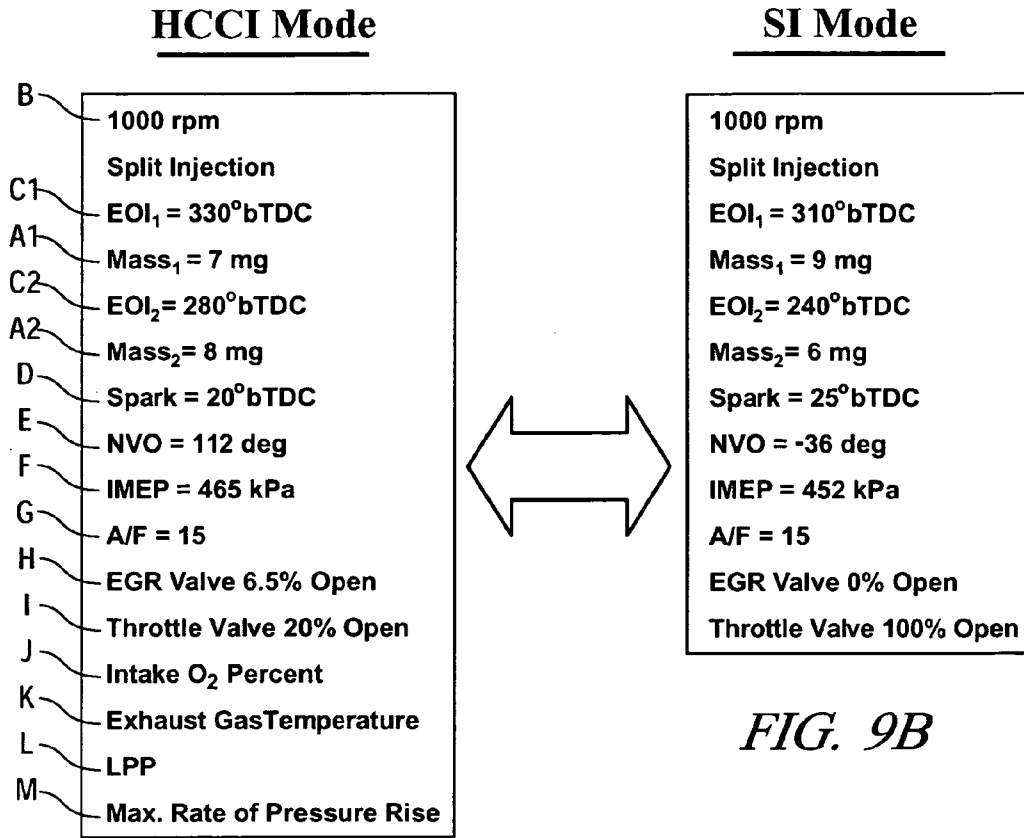 HCCI Mode
B
1000 rpm
Split Injection
C1
EOI₁ = 330°bTDC
A1
Mass₁ = 7 mg
C2
EOI₂= 280°bTDC
A2
Mass₂= 8 mg
D
Spark = 20°bTDC
E
NVO = 112 deg
F
IMEP = 465 kPa
G
A/F = 15
H
EGR Valve 6.5% Open
I
Throttle Valve 20% Open
J
Intake O₂ Percent
K
Exhaust GasTemperature
L
LPP
M
Max. Rate of Pressure Rise
SI Mode
1000 rpm
Split Injection
EOI₁ = 310°bTDC
Mass₁ = 9 mg
EOI₂= 240°bTDC
Mass₂= 6 mg
Spark = 25°bTDC
NVO = -36 deg
IMEP = 452 kPa
A/F = 15
EGR Valve 0% Open
Throttle Valve 100% Open
FIG. 9B